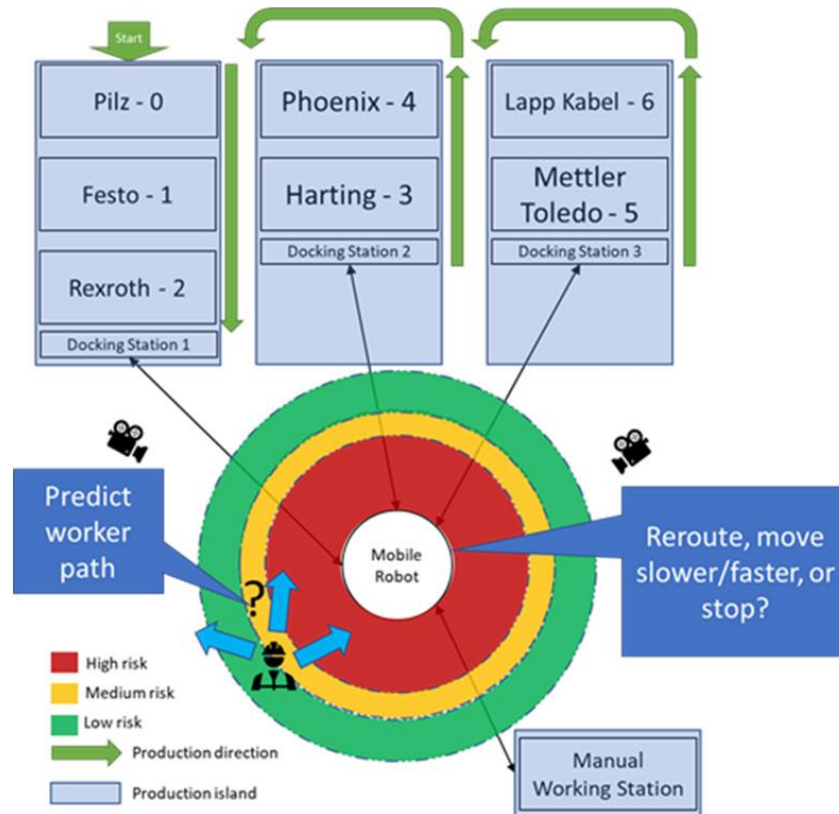 Start
Pilz - 0
Festo - 1
Rexroth - 2
Docking Station 1
Phoenix - 4
Harting - 3
Docking Station 2
Lapp Kabel - 6
Mettler
Toledo - 5
Docking Station 3
Predict
worker
path
?
Mobile
Robot
Reroute, move
slower/faster, or
stop?
High risk
Medium risk
Low risk
Production direction
Production island
Manual
Working Station